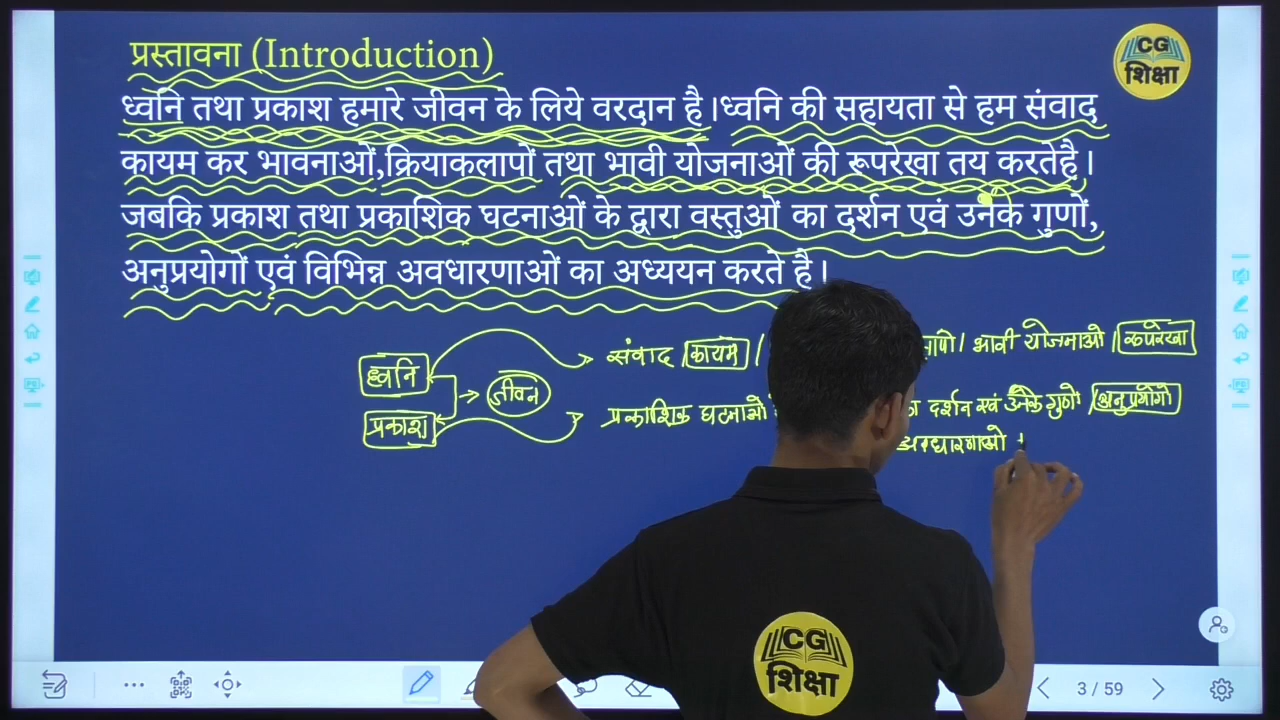 प्रस्तावना (Introduction)
CG
शिक्षा
ध्वनि तथा प्रकाश हमारे जीवन के लिये वरदान है।ध्वनि की सहायता से हम संवाद
कायम कर भावनाओं,क्रियाकलापों तथा भावी योजनाओं की रूपरेखा तय करतेहै।
जबकि प्रकाश तथा प्रकाशिक घटनाओं के द्वारा वस्तुओं का दर्शन एवं उनके गुणों,
अनुप्रयोगों एवं विभिन्न अवधारणाओं का अध्ययन करते है।
ध्वनि संवाद / कायम / भावी योजनाओ / रूपरेखा
जीवन
प्रकाश प्रकाशिक घटनाओ दर्शन एवं उनके गुणो / अनुप्रयोगो
अवधारणाओ
CG
शिक्षा
3 / 59